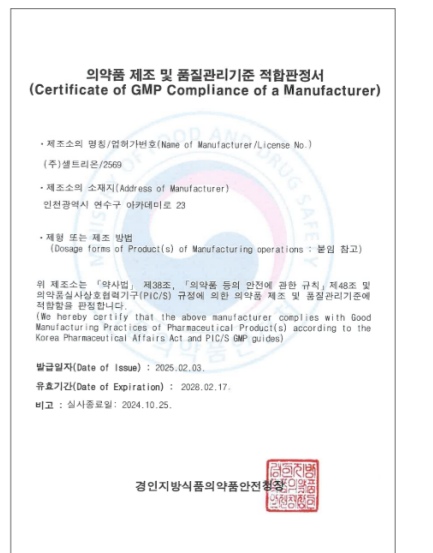 의약품 제조 및 품질관리기준 적합판정서
(Certificate of GMP Compliance of a Manufacturer)
· 제조소의 명칭/업허가번호(Name of Manufacturer/License No.)
(주)셀트리온/2569
· 제조소의 소재지(Address of Manufacturer)
인천광역시 연수구 아카데미로 23
· 제형 또는 제조 방법
(Dosage forms of Product(s) of Manufacturing operations : 붙임 참고)
위 제조소는 「약사법」 제38조, 「의약품 등의 안전에 관한 규칙」제48조 및
의약품실사상호협력기구(PIC/S) 규정에 의한 의약품 제조 및 품질관리기준에
적합함을 판정합니다.
(We hereby certify that the above manufacturer complies with Good
Manufacturing Practices of Pharmaceutical Product(s) according to the
Korea Pharmaceutical Affairs Act and PIC/S GMP guides)
발급일자(Date of Issue) : 2025.02.03.
유효기간(Date of Expiration) : 2028.02.17.
비고 : 실사종료일: 2024.10.25.
경인지방식품의약품안전청장